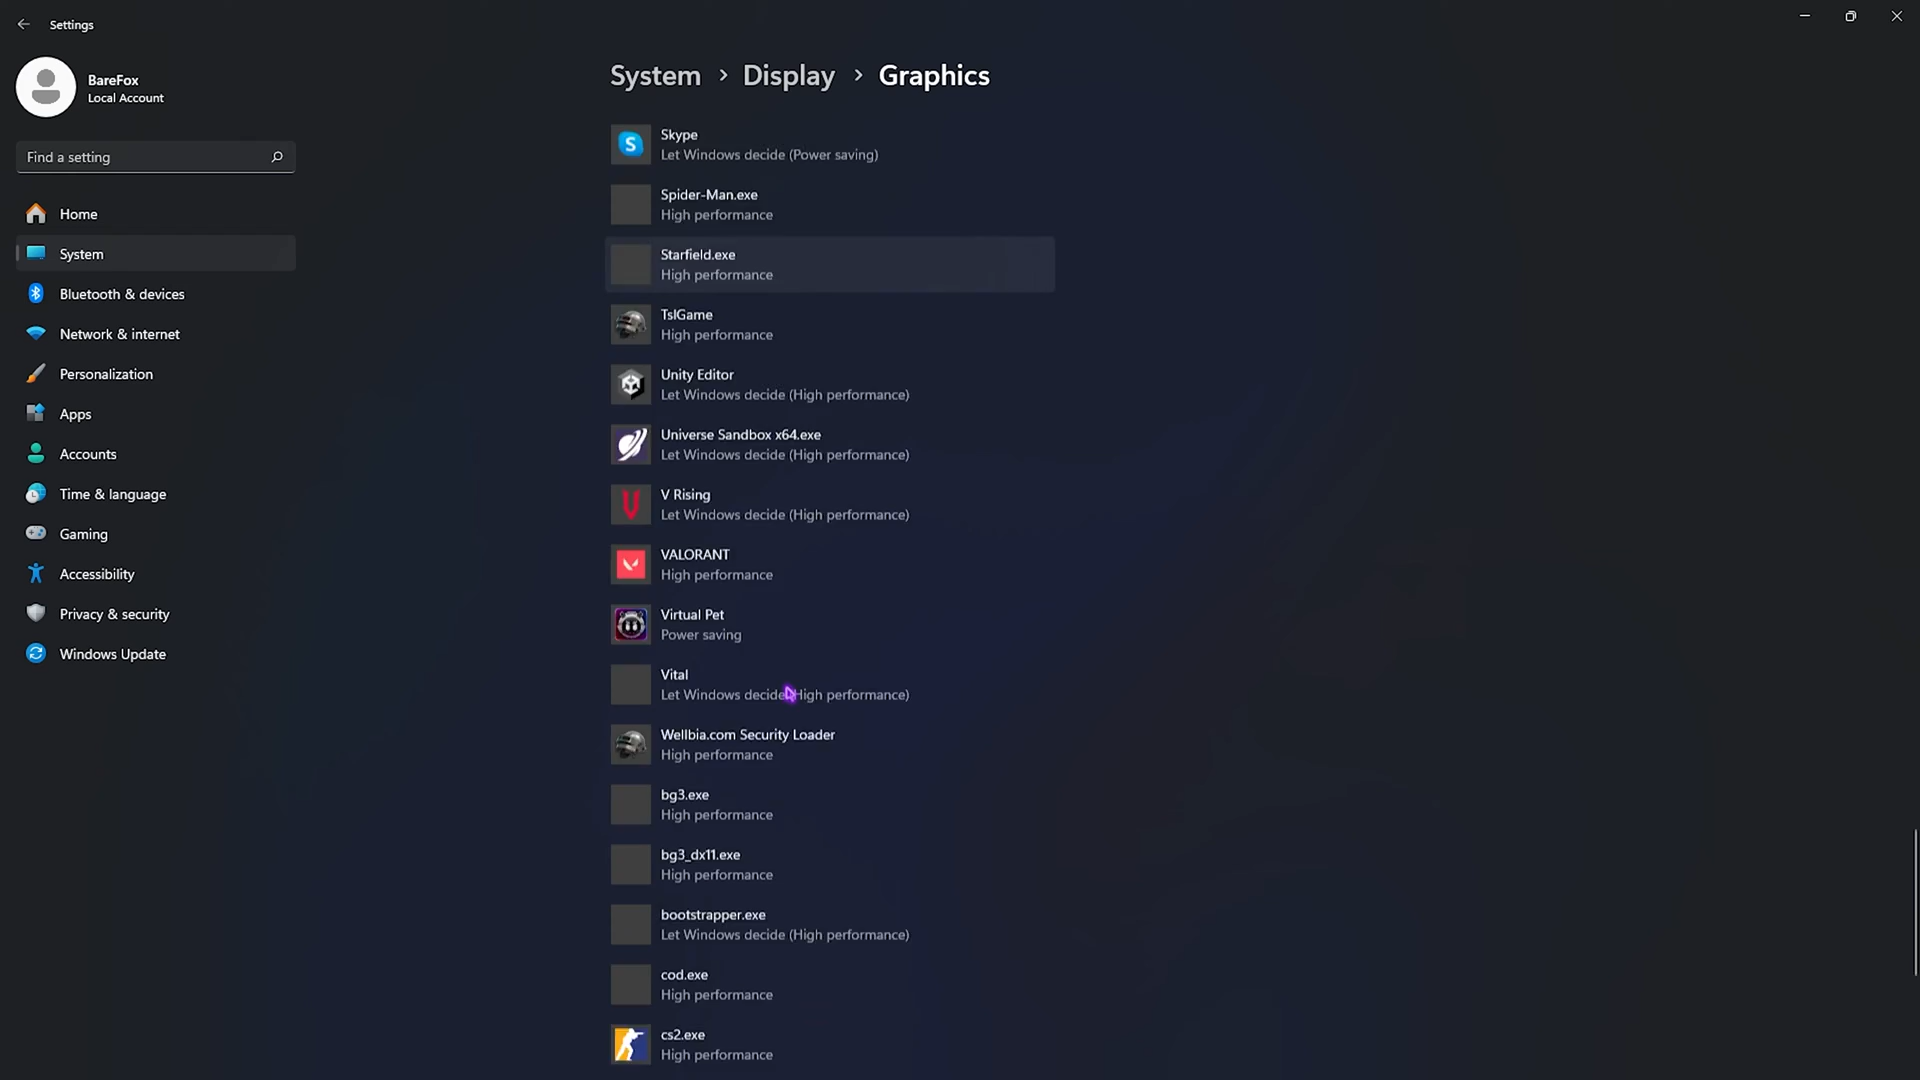 Settings
BareFox
Local Account
Find a setting
Home
System
Bluetooth & devices
Network & internet
Personalization
Apps
Accounts
Time & language
Gaming
Accessibility
Privacy & security
Windows Update
System > Display > Graphics
Skype
Let Windows decide (Power saving)
Spider-Man.exe
High performance
Starfield.exe
High performance
TslGame
High performance
Unity Editor
Let Windows decide (High performance)
Universe Sandbox x64.exe
Let Windows decide (High performance)
V Rising
Let Windows decide (High performance)
VALORANT
High performance
Virtual Pet
Power saving
Vital
Let Windows decide (High performance)
Wellbia.com Security Loader
High performance
bg3.exe
High performance
bg3_dx11.exe
High performance
bootstrapper.exe
Let Windows decide (High performance)
cod.exe
High performance
cs2.exe
High performance